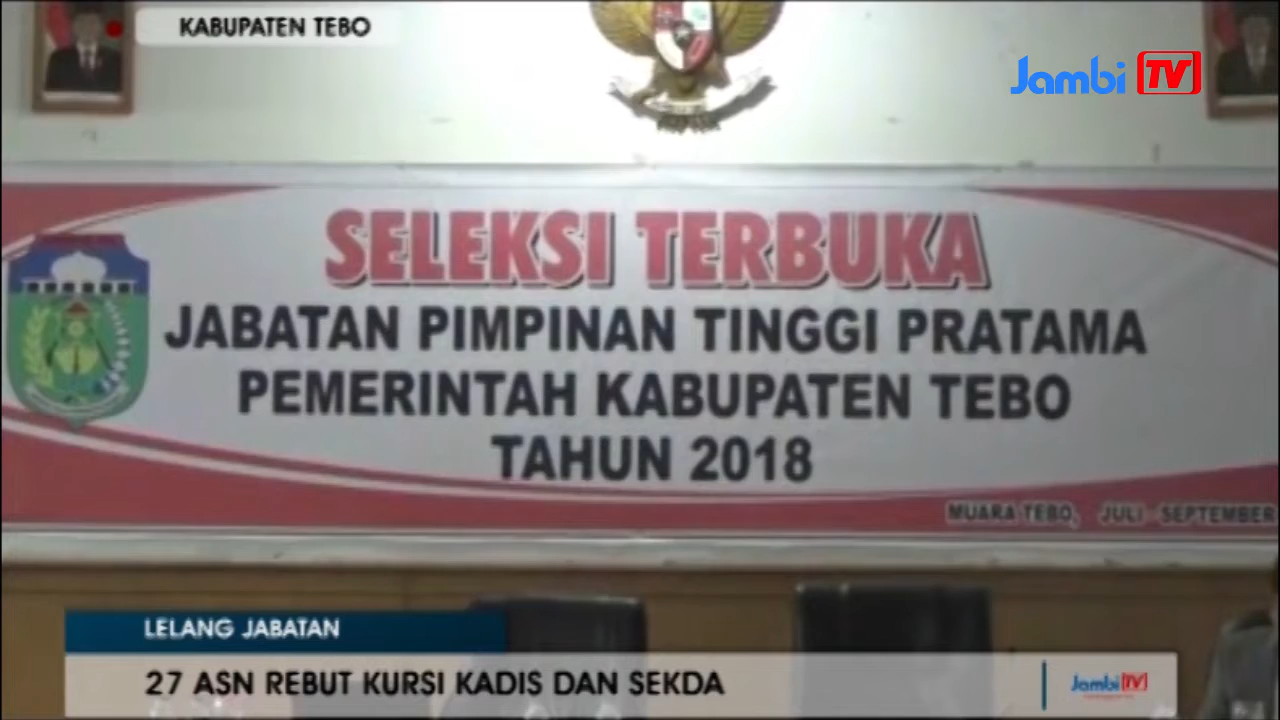 KABUPATEN TEBO
Jambi TV
SELEKSI TERBUKA
JABATAN PIMPINAN TINGGI PRATAMA
PEMERINTAH KABUPATEN TEBO
TAHUN 2018
MUARA TEBO, JULI - SEPTEMBER
LELANG JABATAN
27 ASN REBUT KURSI KADIS DAN SEKDA
Jambi TV